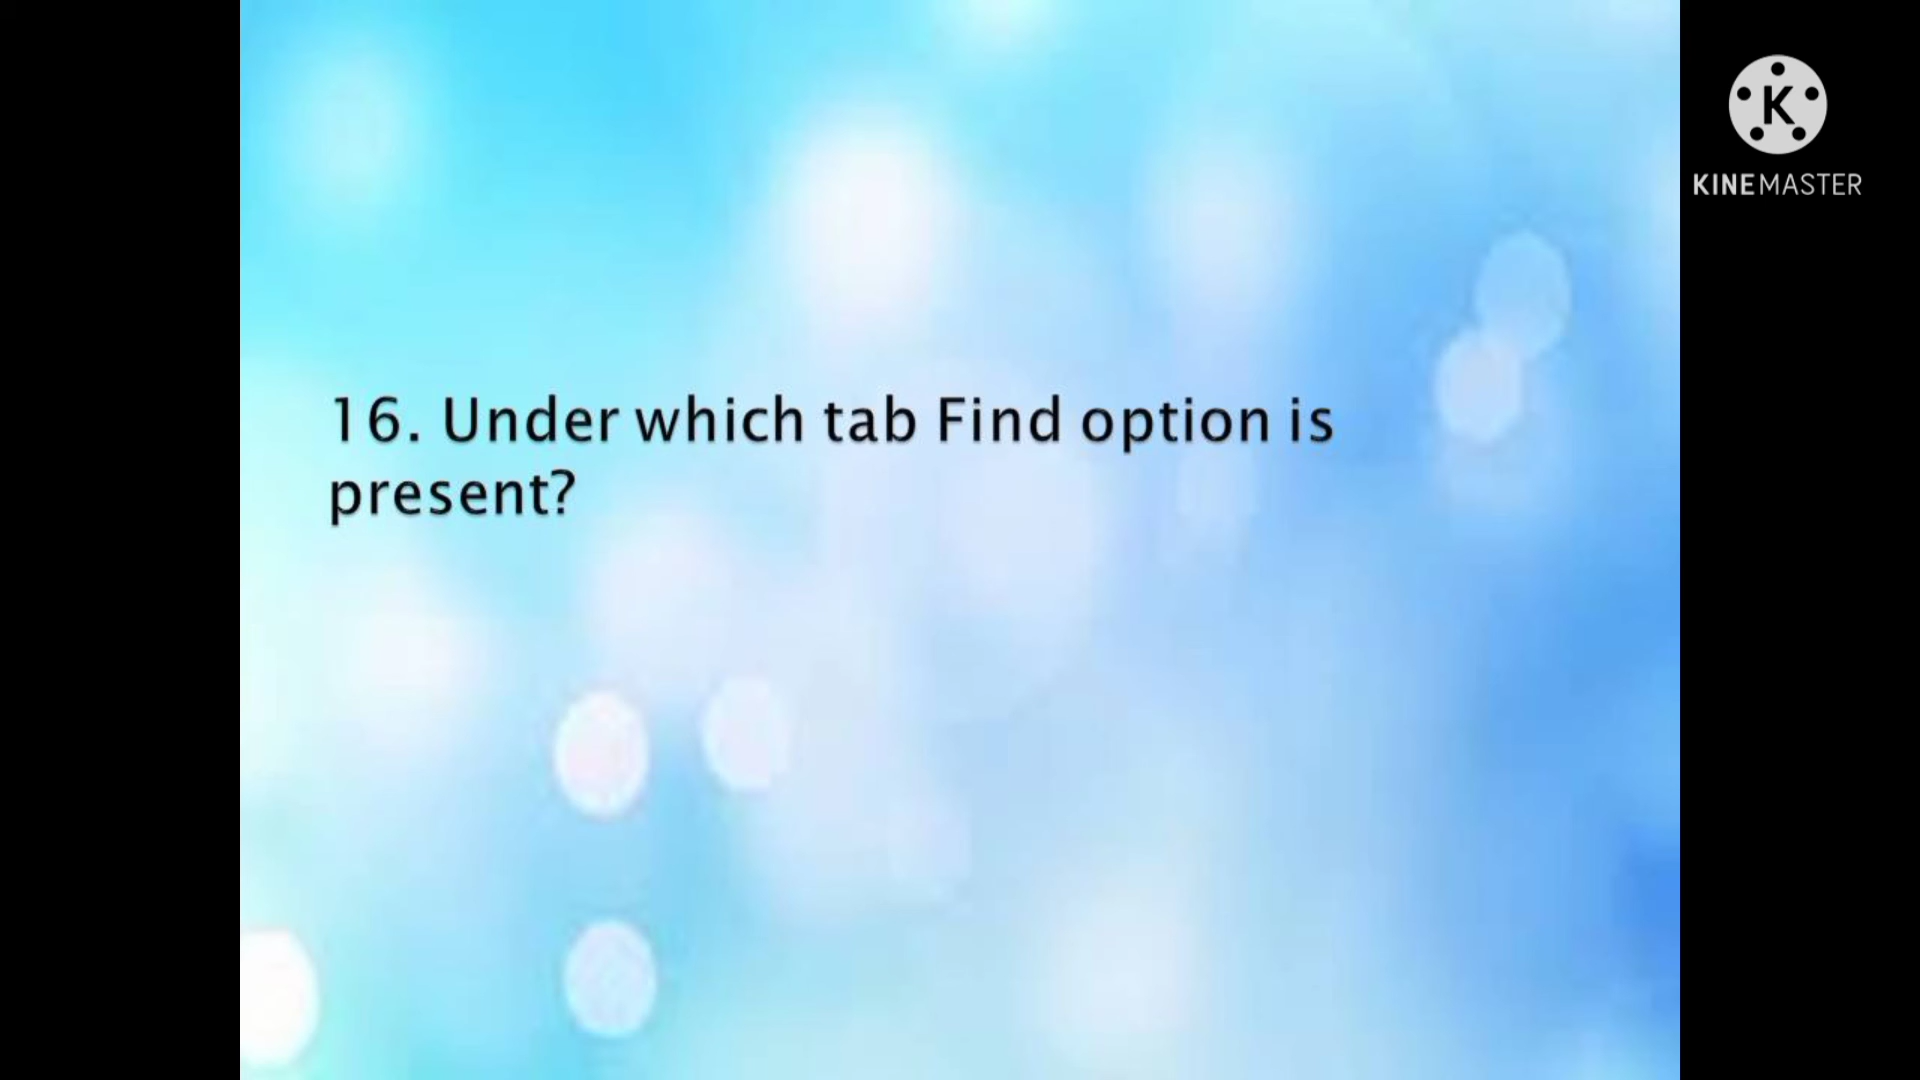 K
KINEMASTER
16. Under which tab Find option is
present?